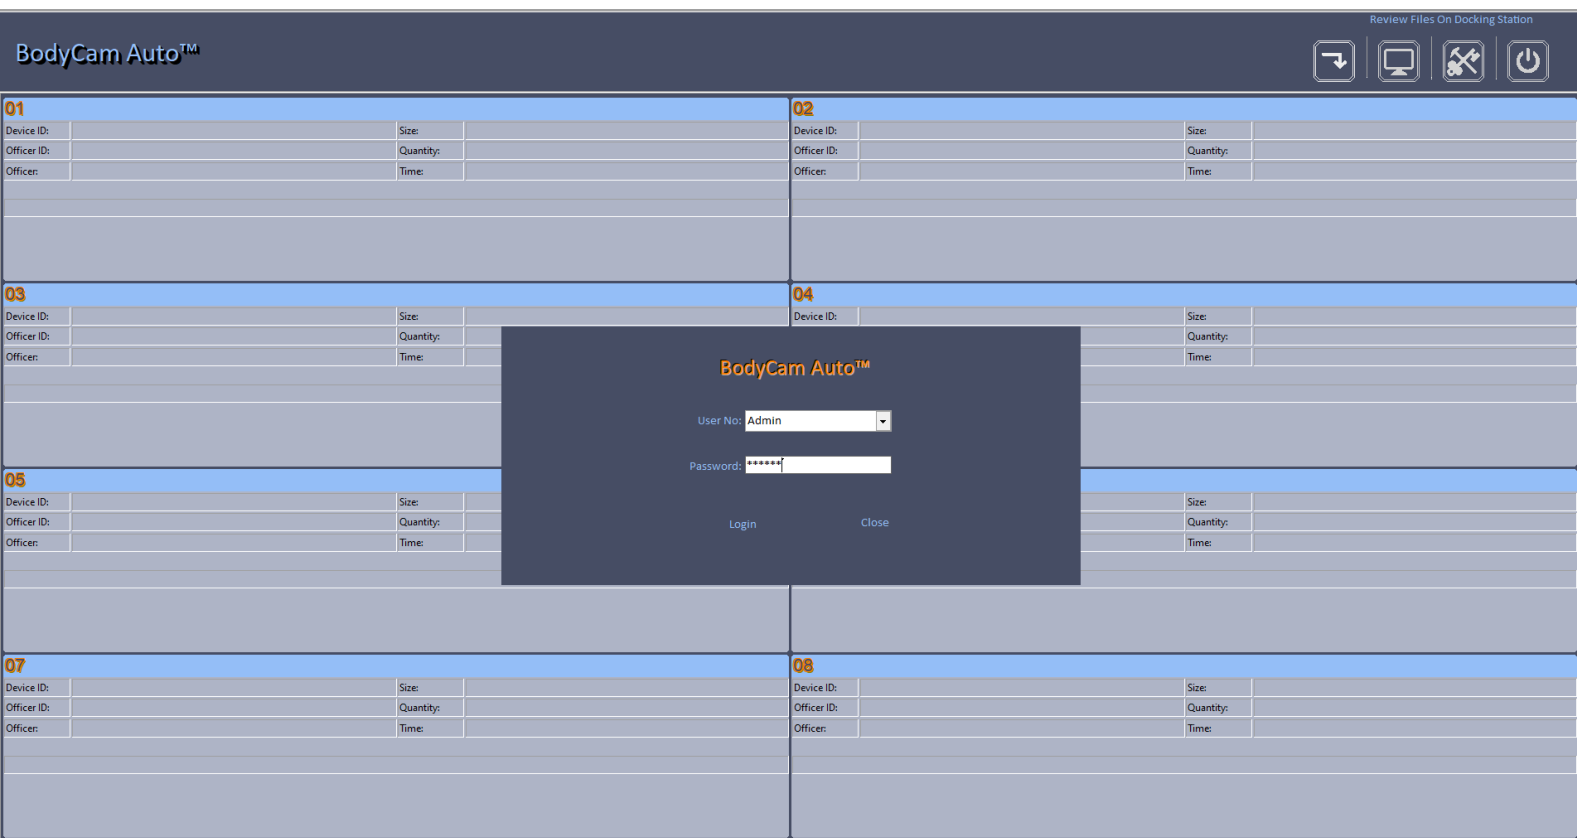 Review Files On Docking Station
BodyCam Auto™
01
Device ID: Size:
Officer ID: Quantity:
Officer: Time:
02
Device ID: Size:
Officer ID: Quantity:
Officer: Time:
03
Device ID: Size:
Officer ID: Quantity:
Officer: Time:
04
Device ID: Size:
Quantity:
Time:
BodyCam Auto™
User No: Admin
Password: ******
Login Close
05
Device ID: Size:
Officer ID: Quantity:
Officer: Time:
Size:
Quantity:
Time:
07
Device ID: Size:
Officer ID: Quantity:
Officer: Time:
08
Device ID: Size:
Officer ID: Quantity:
Officer: Time: